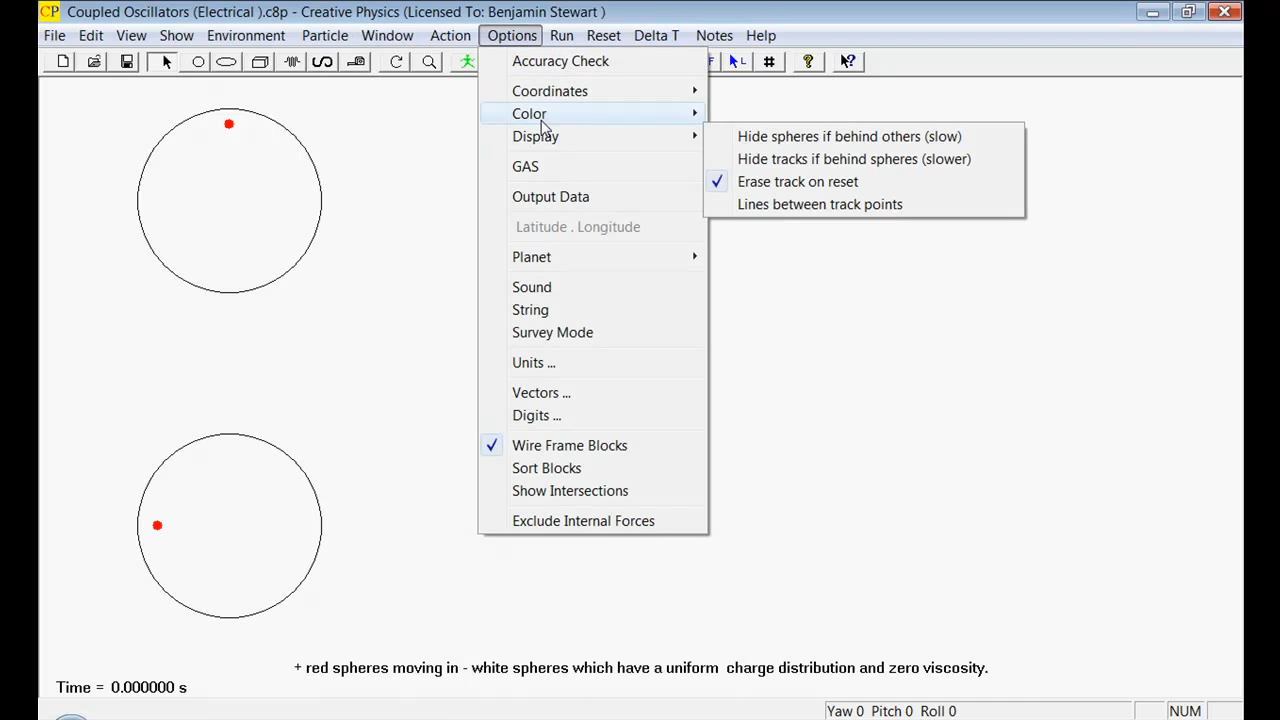 CP Coupled Oscillators (Electrical ).c8p - Creative Physics (Licensed To: Benjamin Stewart )
File Edit View Show Environment Particle Window Action Options Run Reset Delta T Notes Help
F L # ? ?
Accuracy Check
Coordinates
Color
Display
GAS
Output Data
Latitude . Longitude
Planet
Sound
String
Survey Mode
Units ...
Vectors ...
Digits ...
Wire Frame Blocks
Sort Blocks
Show Intersections
Exclude Internal Forces
Hide spheres if behind others (slow)
Hide tracks if behind spheres (slower)
Erase track on reset
Lines between track points
+ red spheres moving in - white spheres which have a uniform charge distribution and zero viscosity.
Time = 0.000000 s
Yaw 0 Pitch 0 Roll 0 NUM